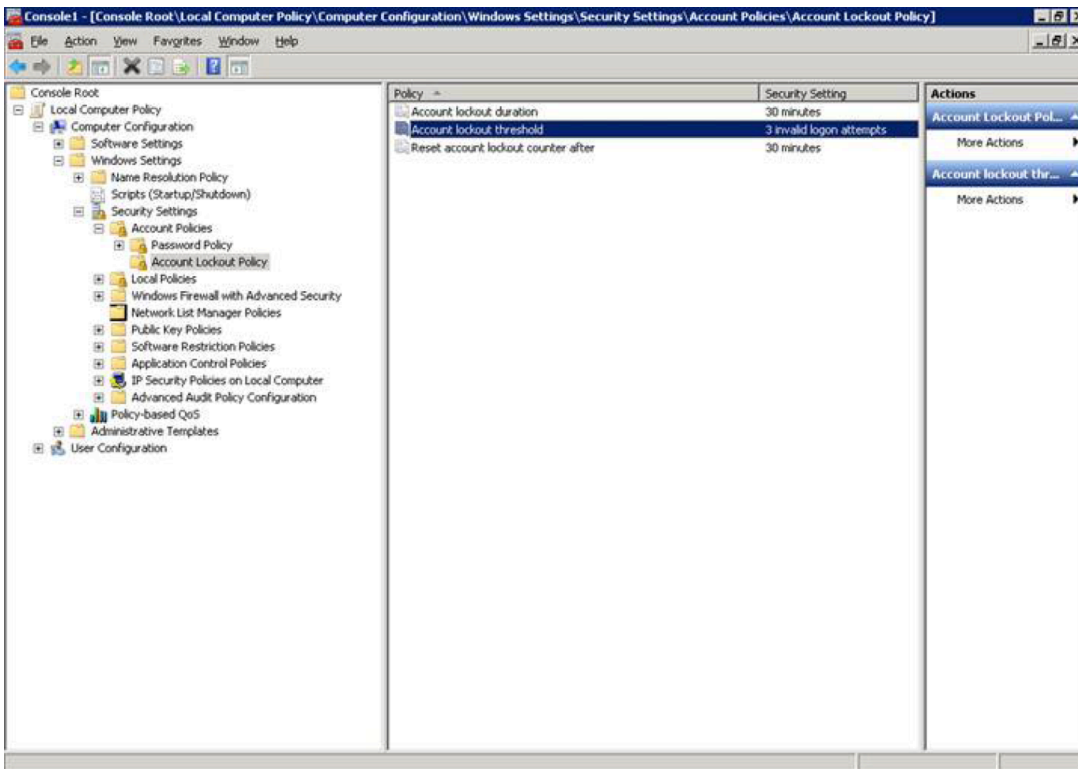 Console1 - [Console Root\Local Computer Policy\Computer Configuration\Windows Settings\Security Settings\Account Policies\Account Lockout Policy]
File Action View Favorites Window Help
Console Root
Local Computer Policy
Computer Configuration
Software Settings
Windows Settings
Name Resolution Policy
Scripts (Startup/Shutdown)
Security Settings
Account Policies
Password Policy
Account Lockout Policy
Local Policies
Windows Firewall with Advanced Security
Network List Manager Policies
Public Key Policies
Software Restriction Policies
Application Control Policies
IP Security Policies on Local Computer
Advanced Audit Policy Configuration
Policy-based QoS
Administrative Templates
User Configuration
Policy Security Setting
Account lockout duration 30 minutes
Account lockout threshold 3 invalid logon attempts
Reset account lockout counter after 30 minutes
Actions
Account Lockout Pol...
More Actions
Account lockout thr...
More Actions